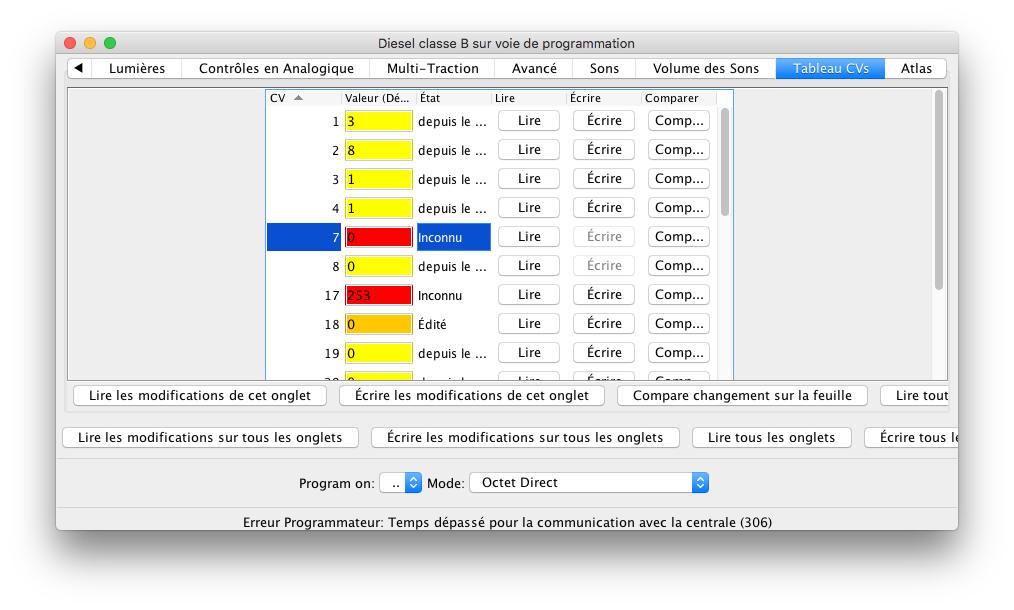 Diesel classe B sur voie de programmation
Lumières Contrôles en Analogique Multi-Traction Avancé Sons Volume des Sons Tableau CVs Atlas
CV Valeur (Dé... État Lire Écrire Comparer
1 3 depuis le ... Lire Écrire Comp...
2 8 depuis le ... Lire Écrire Comp...
3 1 depuis le ... Lire Écrire Comp...
4 1 depuis le ... Lire Écrire Comp...
7 0 Inconnu Lire Écrire Comp...
8 0 depuis le ... Lire Écrire Comp...
17 253 Inconnu Lire Écrire Comp...
18 0 Édité Lire Écrire Comp...
19 0 depuis le ... Lire Écrire Comp...
Lire les modifications de cet onglet Écrire les modifications de cet onglet Compare changement sur la feuille Lire tout
Lire les modifications sur tous les onglets Écrire les modifications sur tous les onglets Lire tous les onglets Écrire tous le
Program on: .. Mode: Octet Direct
Erreur Programmateur: Temps dépassé pour la communication avec la centrale (306)